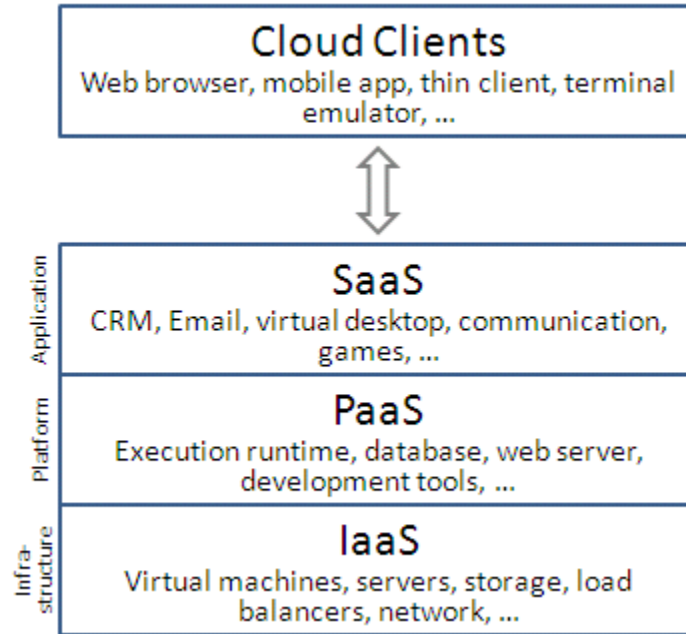 Cloud Clients
Web browser, mobile app, thin client, terminal
emulator, ...
Application
SaaS
CRM, Email, virtual desktop, communication,
games, ...
Platform
PaaS
Execution runtime, database, web server,
development tools, ...
Infra-
structure
IaaS
Virtual machines, servers, storage, load
balancers, network, ...